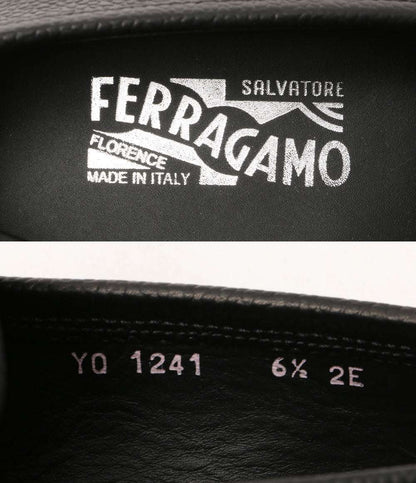 SALVATORE
FERRAGAMO
FLORENCE
MADE IN ITALY
YQ 1241 6½ 2E